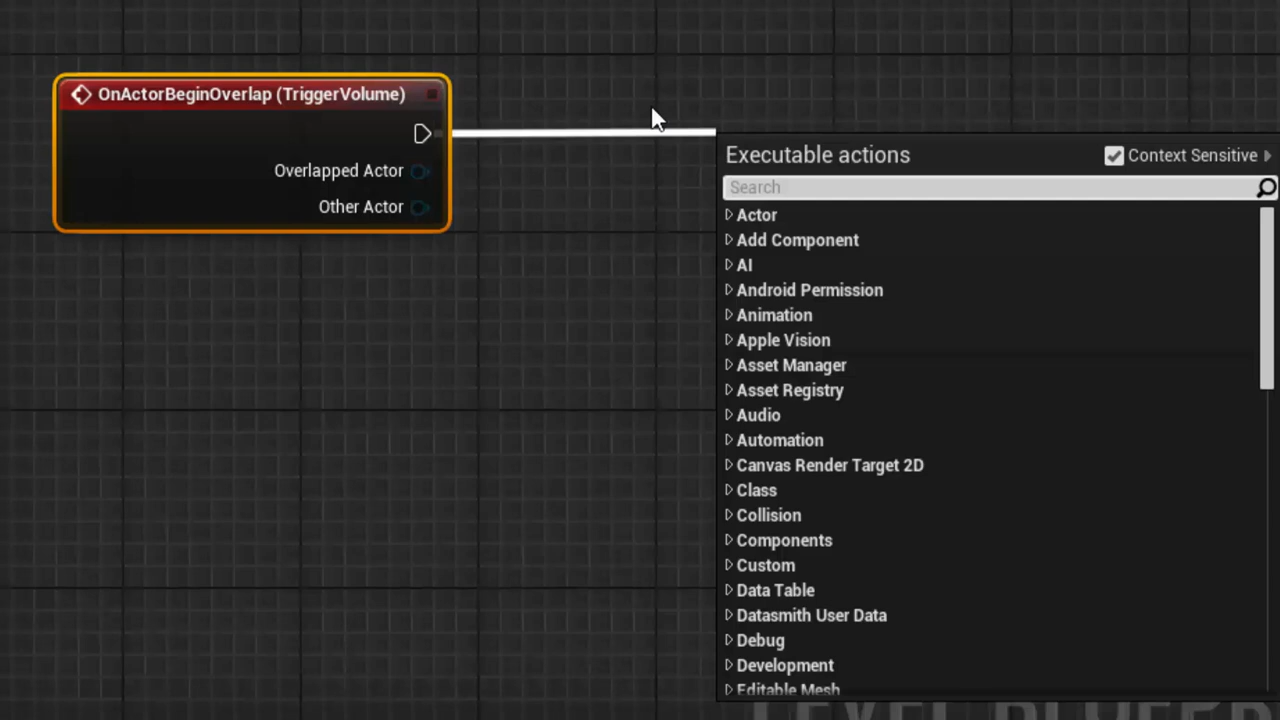 OnActorBeginOverlap (TriggerVolume)
Overlapped Actor
Other Actor
Executable actions
Context Sensitive
Search
Actor
Add Component
AI
Android Permission
Animation
Apple Vision
Asset Manager
Asset Registry
Audio
Automation
Canvas Render Target 2D
Class
Collision
Components
Custom
Data Table
Datasmith User Data
Debug
Development
Editable Mesh